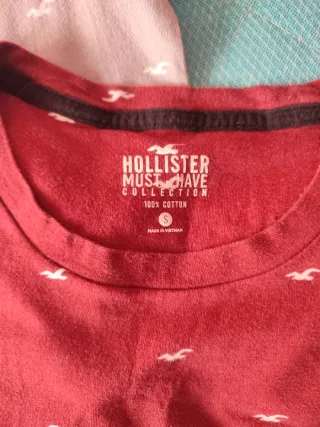 HOLLISTER
MUST HAVE
COLLECTION
100% COTTON
S
MADE IN VIETNAM